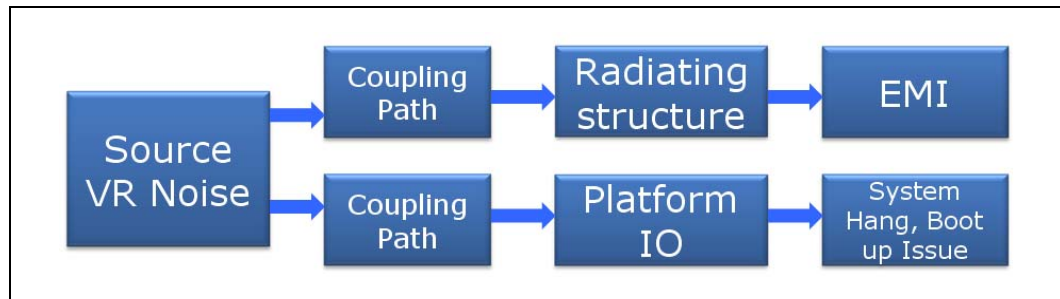 Source
VR Noise
Coupling
Path
Radiating
structure
EMI
Coupling
Path
Platform
IO
System
Hang, Boot
up Issue